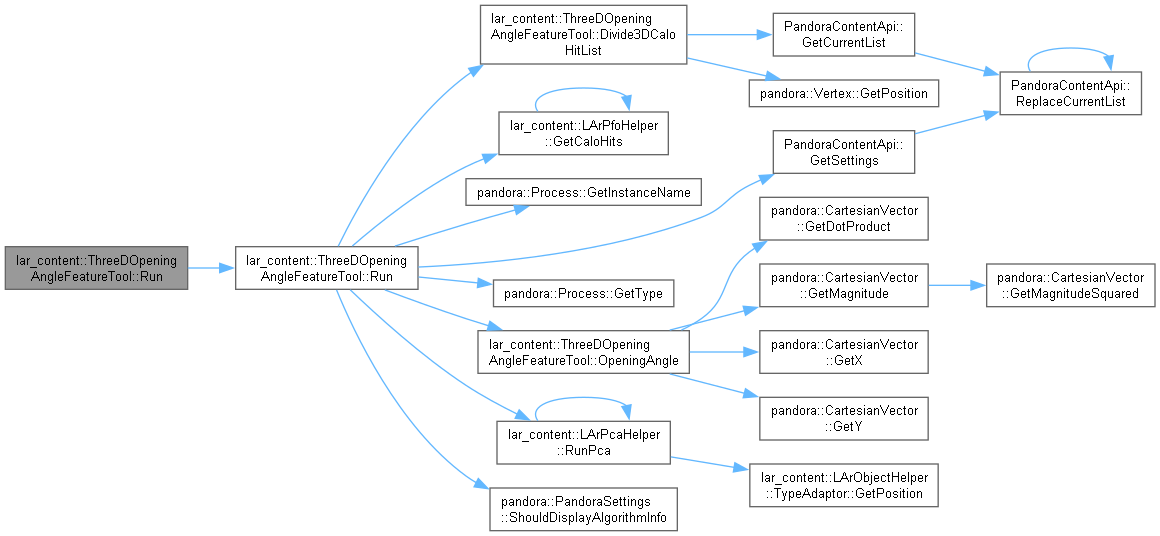 lar_content::ThreeDOpening
AngleFeatureTool::Run
lar_content::ThreeDOpening
AngleFeatureTool::Run
lar_content::ThreeDOpening
AngleFeatureTool::Divide3DCalo
HitList
PandoraContentApi::
GetCurrentList
PandoraContentApi::
ReplaceCurrentList
pandora::Vertex::GetPosition
lar_content::LArPfoHelper
::GetCaloHits
PandoraContentApi::
GetSettings
pandora::Process::GetInstanceName
pandora::CartesianVector
::GetDotProduct
pandora::Process::GetType
pandora::CartesianVector
::GetMagnitude
pandora::CartesianVector
::GetMagnitudeSquared
lar_content::ThreeDOpening
AngleFeatureTool::OpeningAngle
pandora::CartesianVector
::GetX
pandora::CartesianVector
::GetY
lar_content::LArPcaHelper
::RunPca
lar_content::LArObjectHelper
::TypeAdaptor::GetPosition
pandora::PandoraSettings
::ShouldDisplayAlgorithmInfo